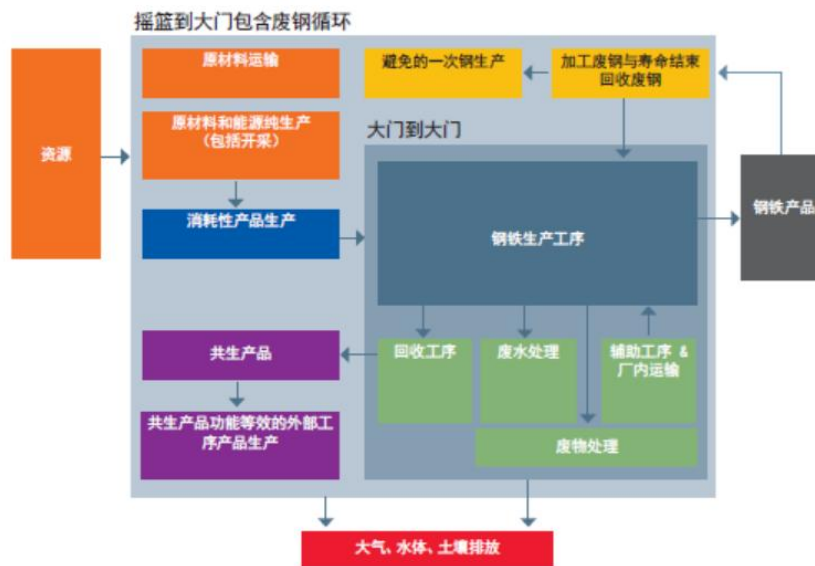 摇篮到大门包含废钢循环
原材料运输
避免的一次钢生产
加工废钢与寿命结束
回收废钢
资源
原材料和能源纯生产
(包括开采)
大门到大门
消耗性产品生产
钢铁生产工序
钢铁产品
共生产品
回收工序
废水处理
辅助工序 &
厂内运输
共生产品功能等效的外部工
序产品生产
废物处理
大气、水体、土壤排放